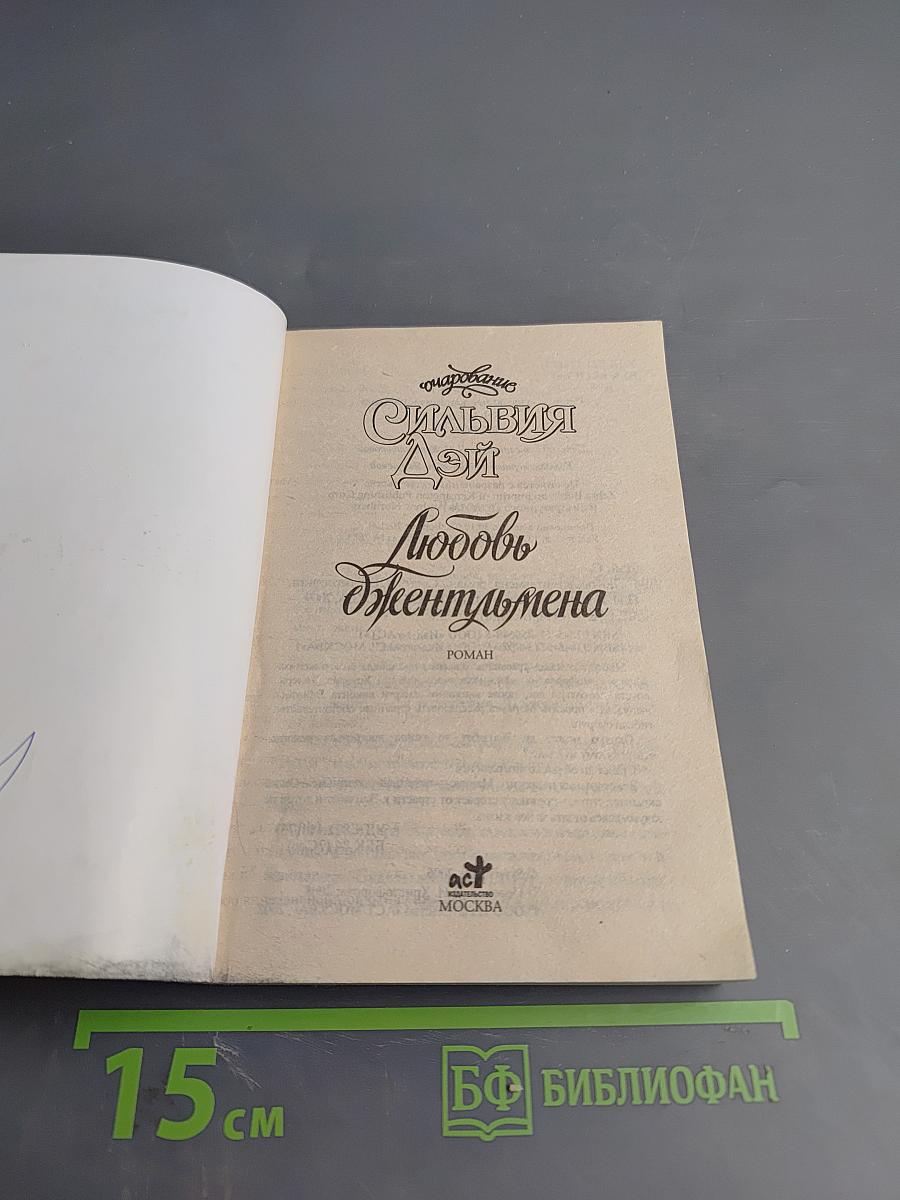 очарование
СИЛЬВИЯ
ДЭЙ
Любовь
джентльмена
РОМАН
аст
ИЗДАТЕЛЬСТВО
МОСКВА
15 см
БФ БИБЛИОФАН